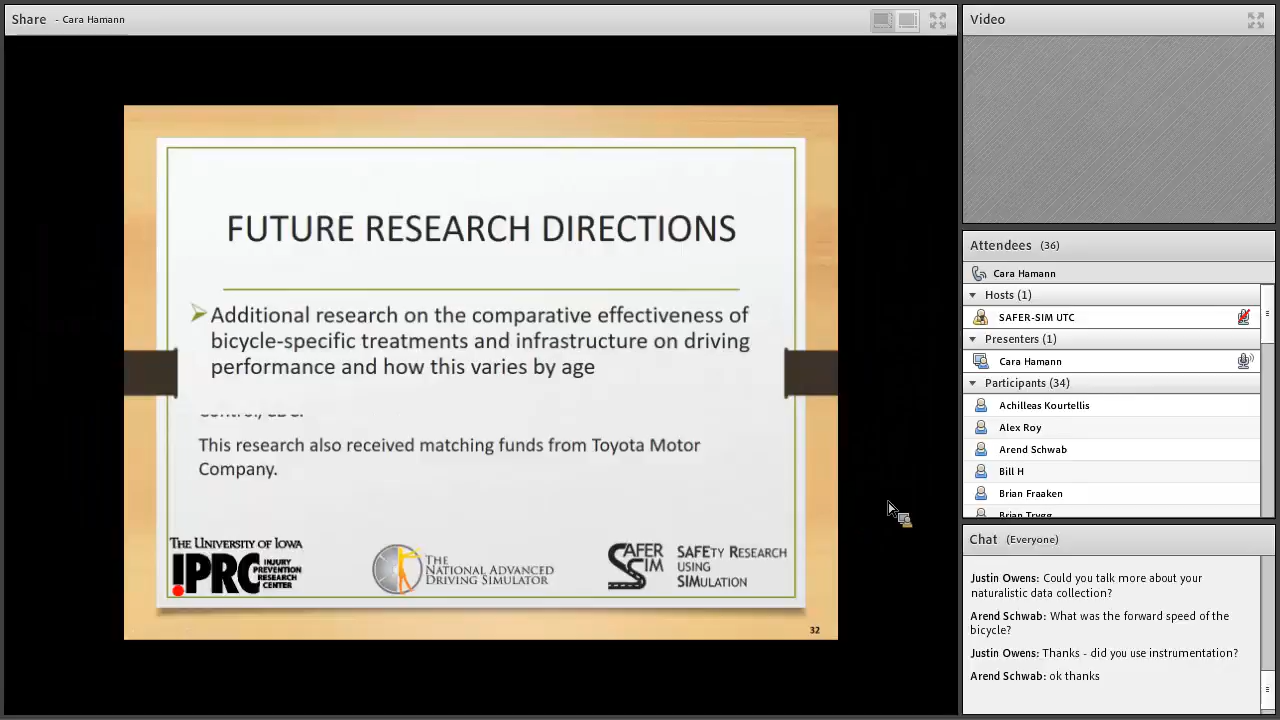 Share - Cara Hamann
FUTURE RESEARCH DIRECTIONS
Additional research on the comparative effectiveness of
bicycle-specific treatments and infrastructure on driving
performance and how this varies by age
This research also received matching funds from Toyota Motor
Company.
THE UNIVERSITY OF IOWA
IPRC INJURY
PREVENTION
RESEARCH
CENTER
THE
NATIONAL ADVANCED
DRIVING SIMULATOR
SAFER
SIM
SAFETY RESEARCH
USING
SIMULATION
32
Video
Attendees (36)
Cara Hamann
Hosts (1)
SAFER-SIM UTC
Presenters (1)
Cara Hamann
Participants (34)
Achilleas Kourtellis
Alex Roy
Arend Schwab
Bill H
Brian Fraaken
Brian Trygg
Chat (Everyone)
Justin Owens: Could you talk more about your
naturalistic data collection?
Arend Schwab: What was the forward speed of the
bicycle?
Justin Owens: Thanks - did you use instrumentation?
Arend Schwab: ok thanks